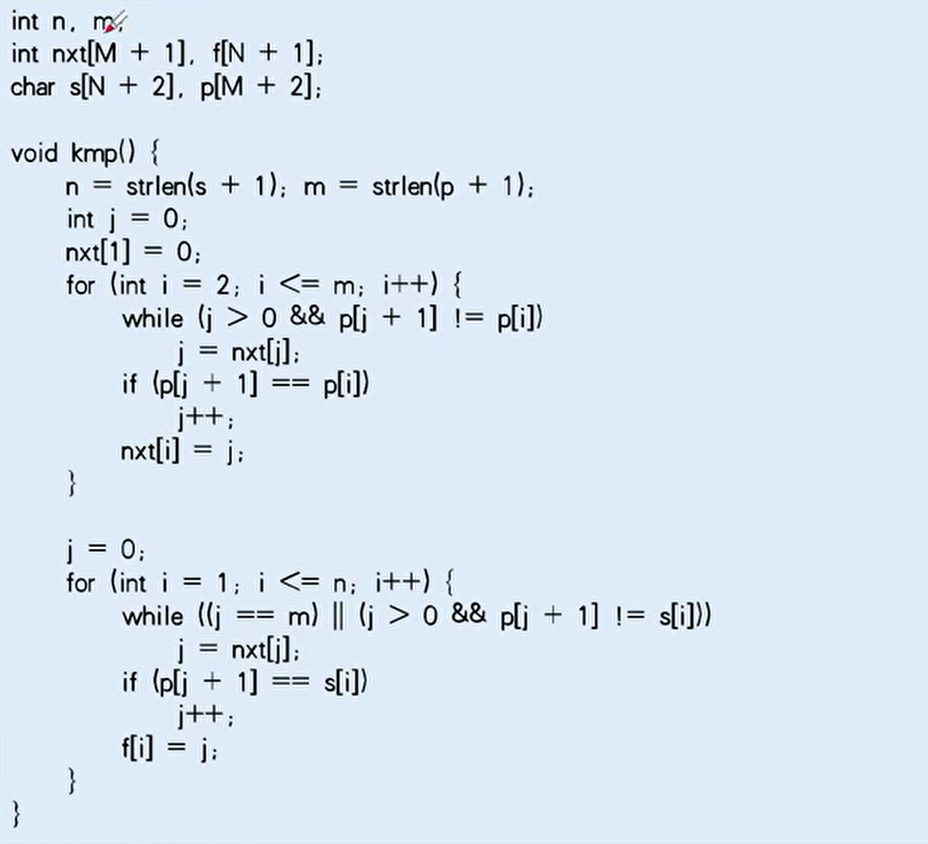 int n, m;
int nxt[M + 1], f[N + 1];
char s[N + 2], p[M + 2];
void kmp() {
    n = strlen(s + 1); m = strlen(p + 1);
    int j = 0;
    nxt[1] = 0;
    for (int i = 2; i <= m; i++) {
        while (j > 0 && p[j + 1] != p[i])
            j = nxt[j];
        if (p[j + 1] == p[i])
            j++;
        nxt[i] = j;
    }
    j = 0;
    for (int i = 1; i <= n; i++) {
        while ((j == m) || (j > 0 && p[j + 1] != s[i]))
            j = nxt[j];
        if (p[j + 1] == s[i])
            j++;
        f[i] = j;
    }
}